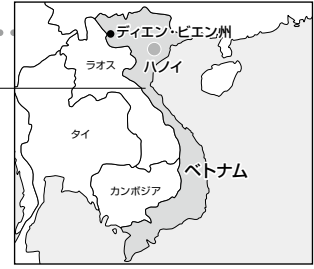 ディエン・ビエン州
ハノイ
ラオス
タイ
ベトナム
カンボジア